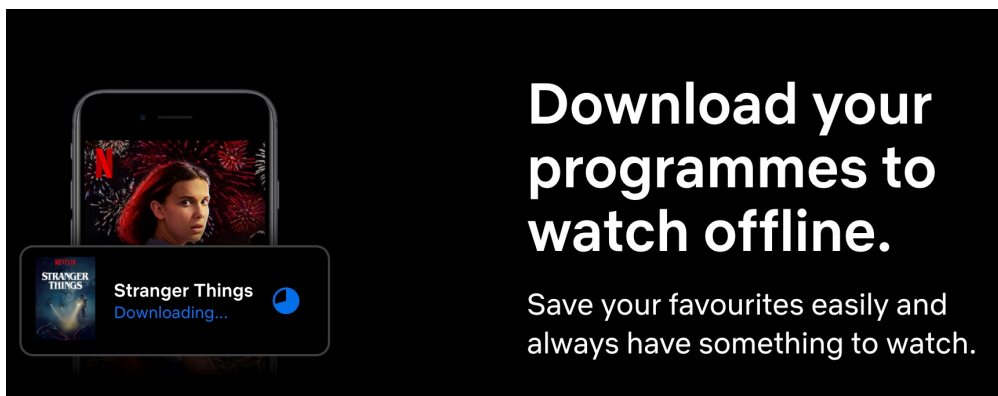 Download your
programmes to
watch offline.
Save your favourites easily and
always have something to watch.
N
NETFLIX
STRANGER
THINGS
Stranger Things
Downloading...